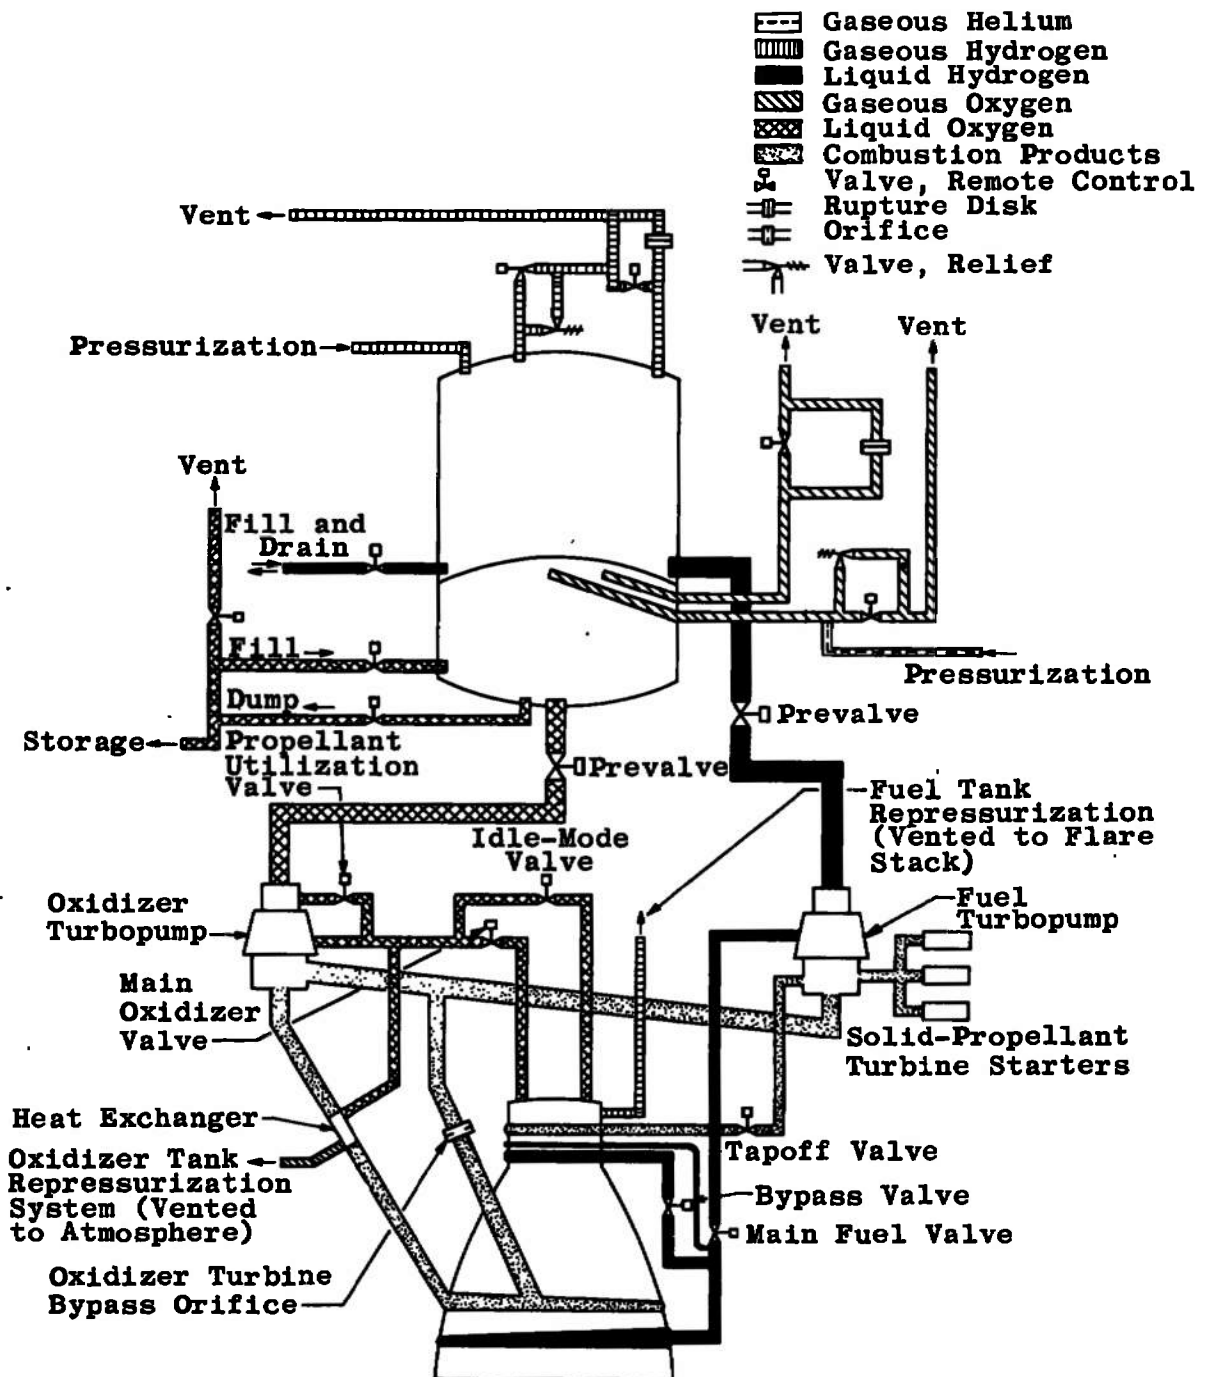 Gaseous Helium
Gaseous Hydrogen
Liquid Hydrogen
Gaseous Oxygen
Liquid Oxygen
Combustion Products
Valve, Remote Control
Rupture Disk
Orifice
Valve, Relief
Vent
Vent
Vent
Pressurization
Vent
Fill and
Drain
Fill
Pressurization
Dump
Prevalve
Storage
Propellant
Utilization
Valve
Prevalve
Fuel Tank
Repressurization
(Vented to Flare
Stack)
Idle-Mode
Valve
Oxidizer
Turbopump
Fuel
Turbopump
Main
Oxidizer
Valve
Solid-Propellant
Turbine Starters
Heat Exchanger
Tapoff Valve
Oxidizer Tank
Repressurization
System (Vented
to Atmosphere)
Bypass Valve
Main Fuel Valve
Oxidizer Turbine
Bypass Orifice